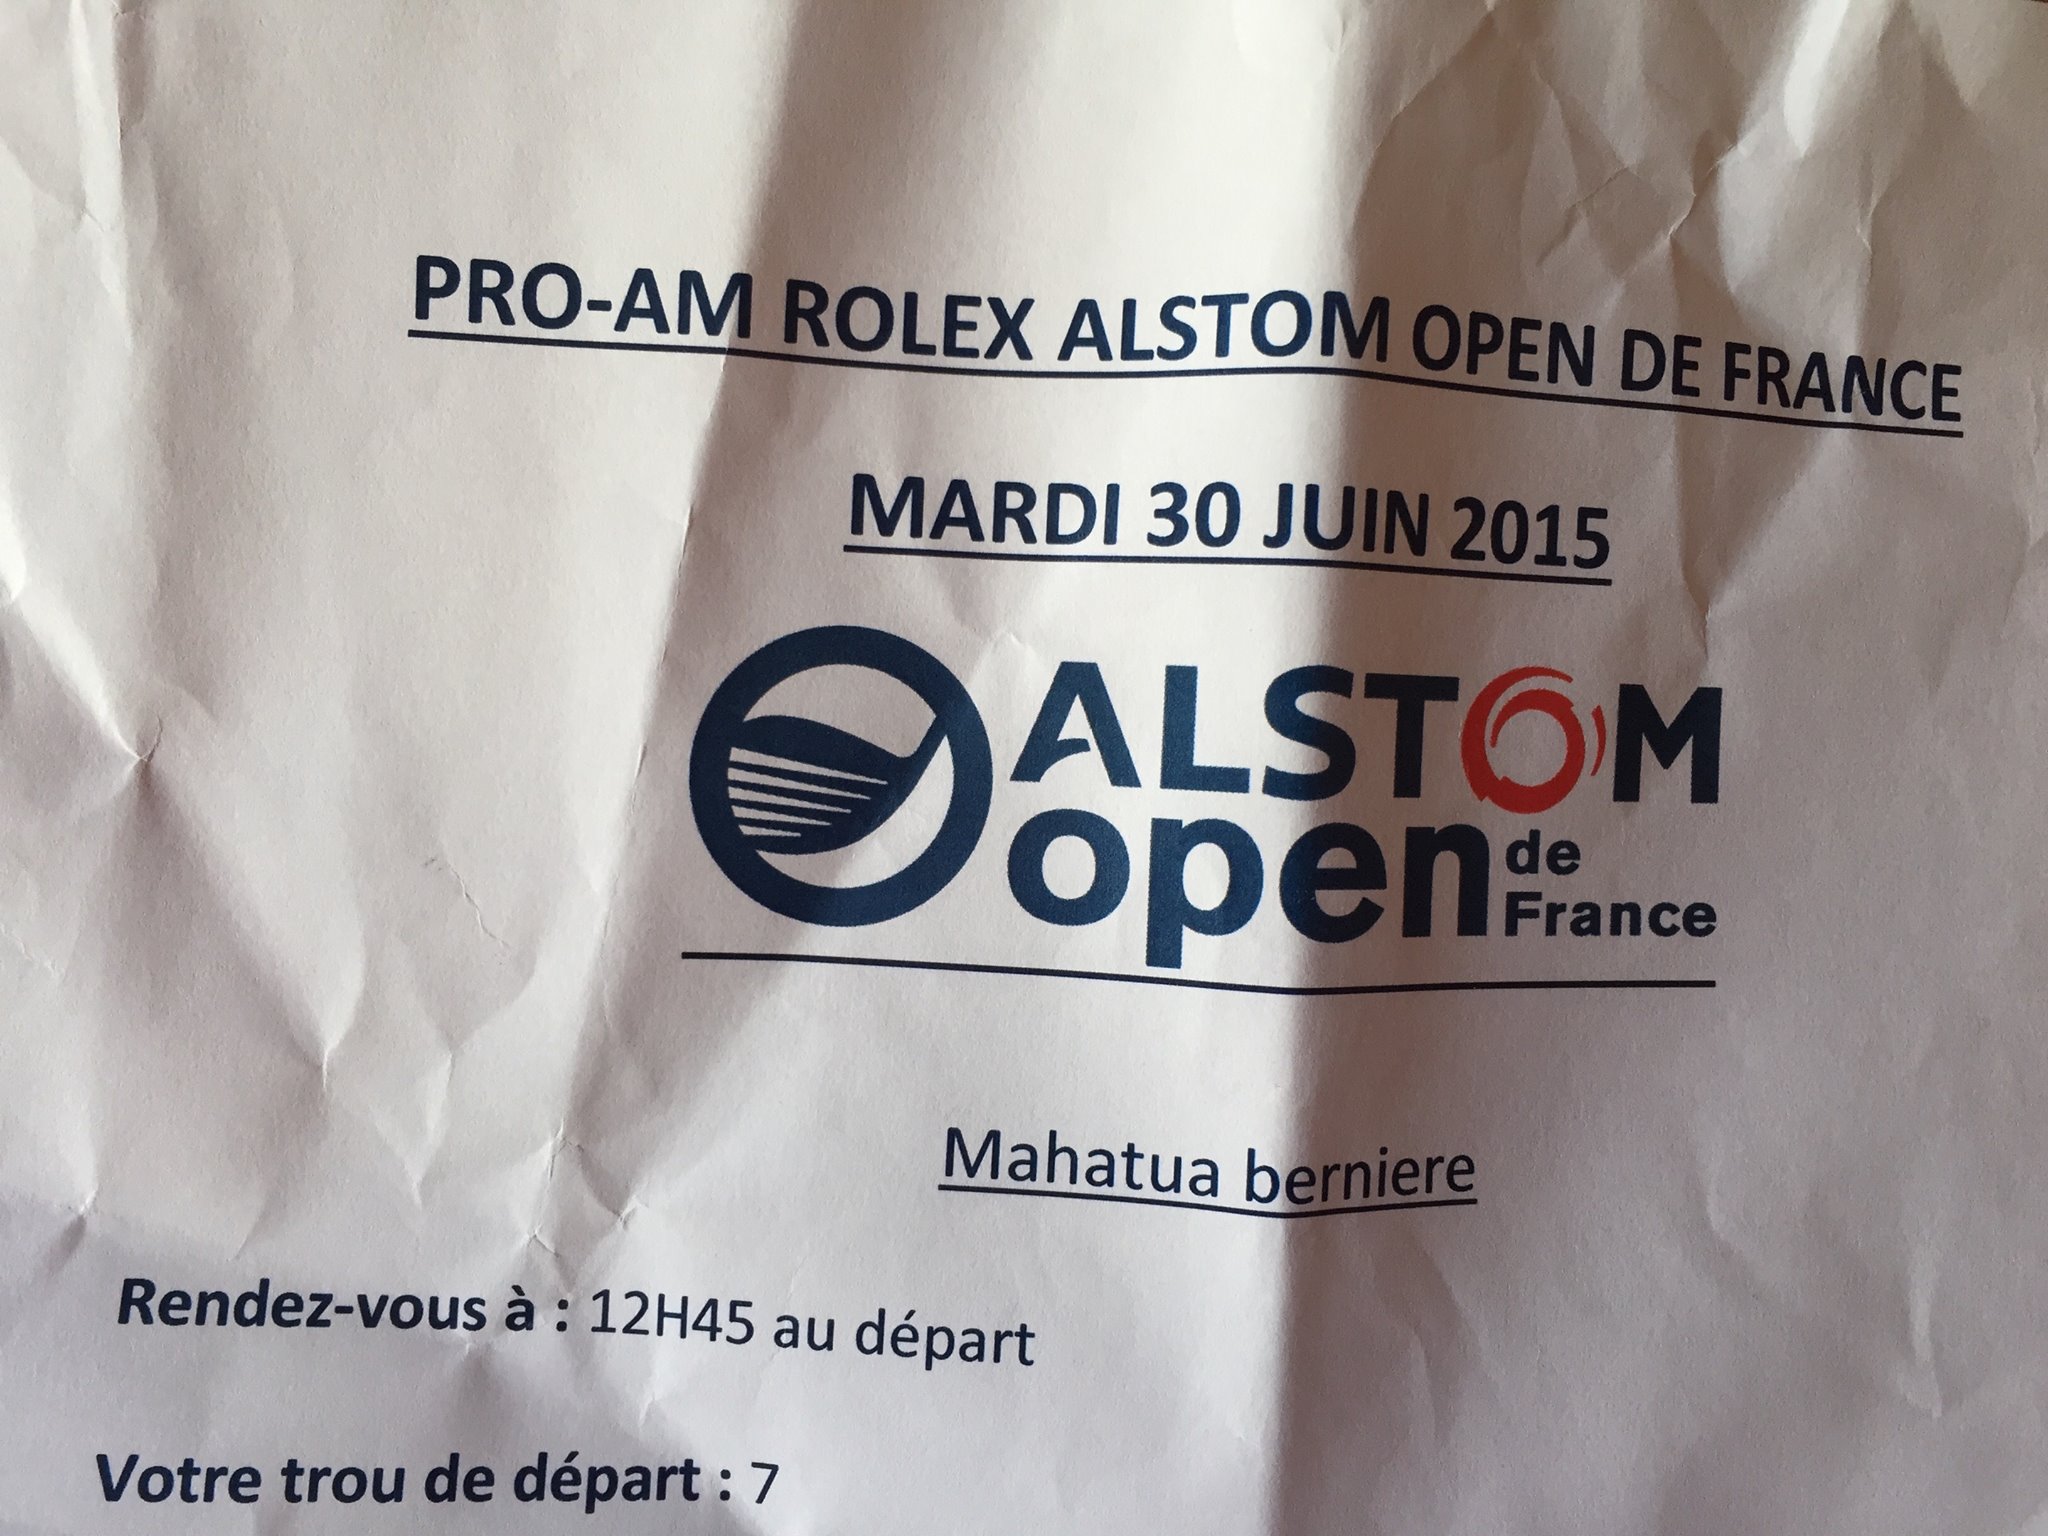 PRO-AM ROLEX ALSTOM OPEN DE FRANCE
MARDI 30 JUIN 2015
ALSTOM
open de
France
Mahatua berniere
Rendez-vous à : 12H45 au départ
Votre trou de départ : 7